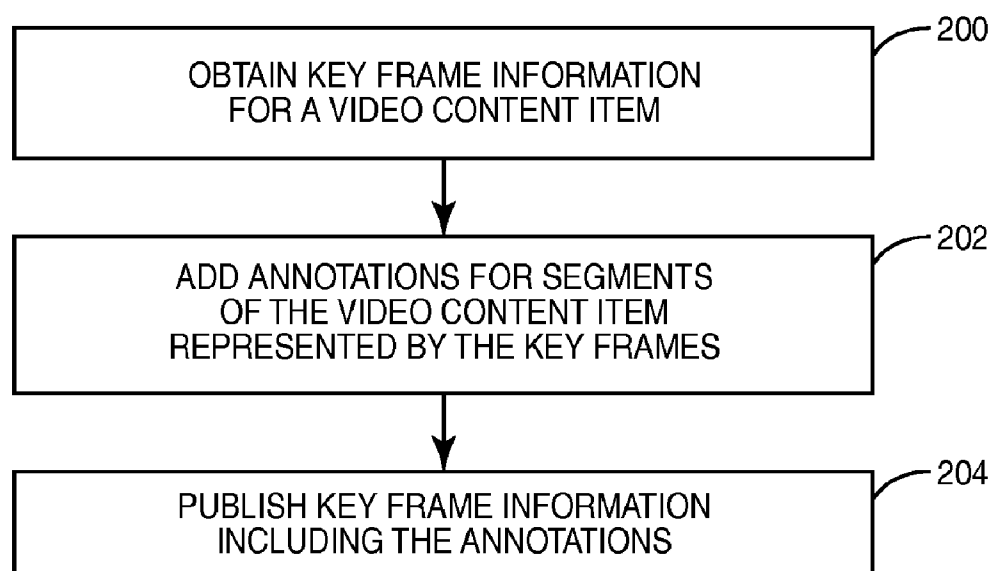 200
OBTAIN KEY FRAME INFORMATION
FOR A VIDEO CONTENT ITEM
202
ADD ANNOTATIONS FOR SEGMENTS
OF THE VIDEO CONTENT ITEM
REPRESENTED BY THE KEY FRAMES
204
PUBLISH KEY FRAME INFORMATION
INCLUDING THE ANNOTATIONS